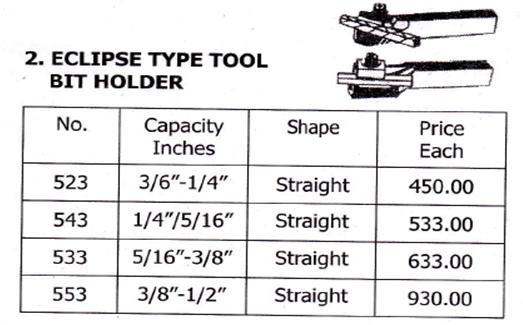 2. ECLIPSE TYPE TOOL
BIT HOLDER
No. Capacity Inches Shape Price Each
523 3/6”-1/4” Straight 450.00
543 1/4”/5/16” Straight 533.00
533 5/16”-3/8” Straight 633.00
553 3/8”-1/2” Straight 930.00